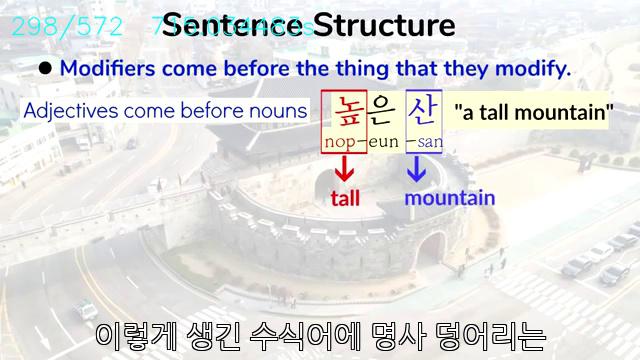 298/572
Sentence Structure
● Modifiers come before the thing that they modify.
Adjectives come before nouns 높은 산 "a tall mountain"
nop-eun -san
tall mountain
이렇게 생긴 수식어에 명사 덩어리는